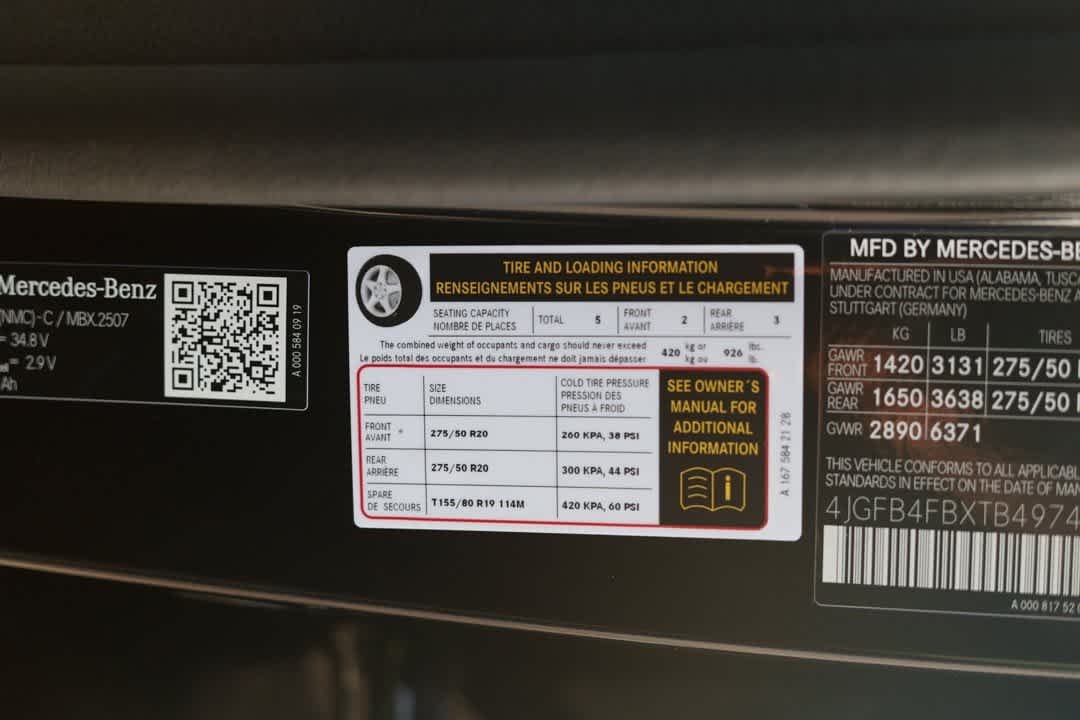 Mercedes-Benz
(NMC)-C / MBX.2507
= 34.8 V
= 2.9 V
Ah
A 000 584 09 19
TIRE AND LOADING INFORMATION
RENSEIGNEMENTS SUR LES PNEUS ET LE CHARGEMENT
SEATING CAPACITY
NOMBRE DE PLACES
TOTAL 5
FRONT
AVANT
2
REAR
ARRIÈRE
3
The combined weight of occupants and cargo should never exceed
Le poids total des occupants et du chargement ne doit jamais dépasser
420 kg or
kg ou
926 lbs.
lb.
TIRE
PNEU
SIZE
DIMENSIONS
COLD TIRE PRESSURE
PRESSION DES
PNEUS À FROID
FRONT
AVANT
275/50 R20
260 KPA, 38 PSI
REAR
ARRIÈRE
275/50 R20
300 KPA, 44 PSI
SPARE
DE SECOURS
T155/80 R19 114M
420 KPA, 60 PSI
SEE OWNER´S
MANUAL FOR
ADDITIONAL
INFORMATION
i
A 167 584 21 28
MFD BY MERCEDES-BE
MANUFACTURED IN USA (ALABAMA, TUSCA
UNDER CONTRACT FOR MERCEDES-BENZ A
STUTTGART (GERMANY)
KG LB TIRES
GAWR
FRONT
1420 3131 275/50
GAWR
REAR
1650 3638 275/50
GVWR 2890 6371
THIS VEHICLE CONFORMS TO ALL APPLICABL
STANDARDS IN EFFECT ON THE DATE OF MAN
4JGFB4FBXTB4974
A 000 817 52